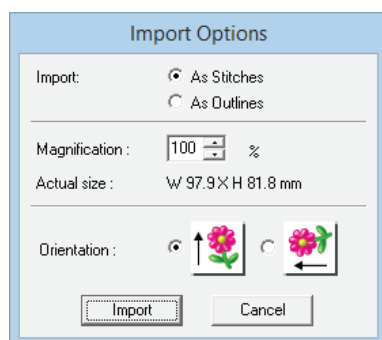 Import Options
Import: As Stitches
As Outlines
Magnification : 100 %
Actual size : W 97.9 X H 81.8 mm
Orientation :
Import Cancel